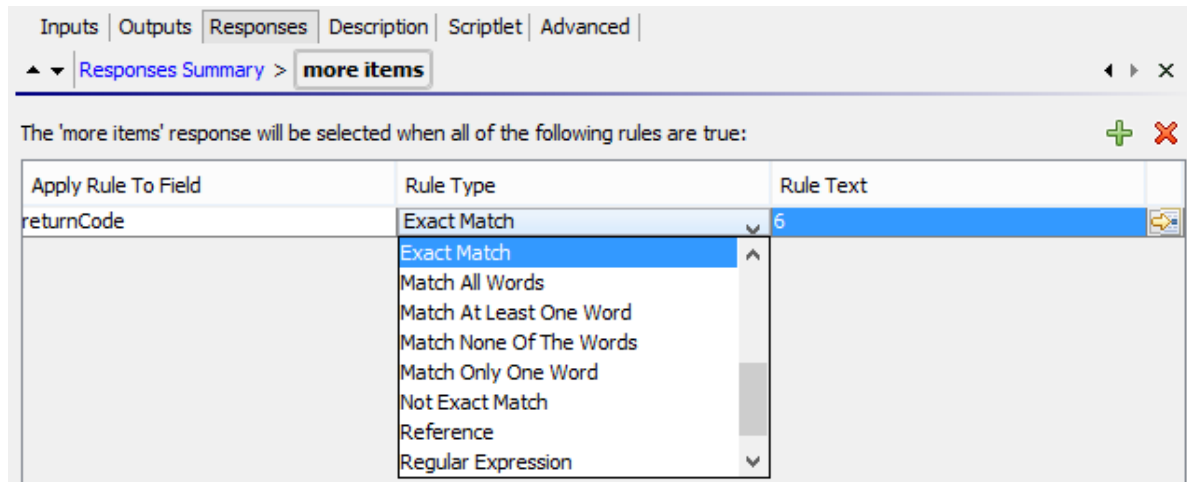 Inputs Outputs Responses Description Scriptlet Advanced
Responses Summary > more items
The 'more items' response will be selected when all of the following rules are true:
Apply Rule To Field Rule Type Rule Text
returnCode Exact Match 6
Exact Match
Match All Words
Match At Least One Word
Match None Of The Words
Match Only One Word
Not Exact Match
Reference
Regular Expression